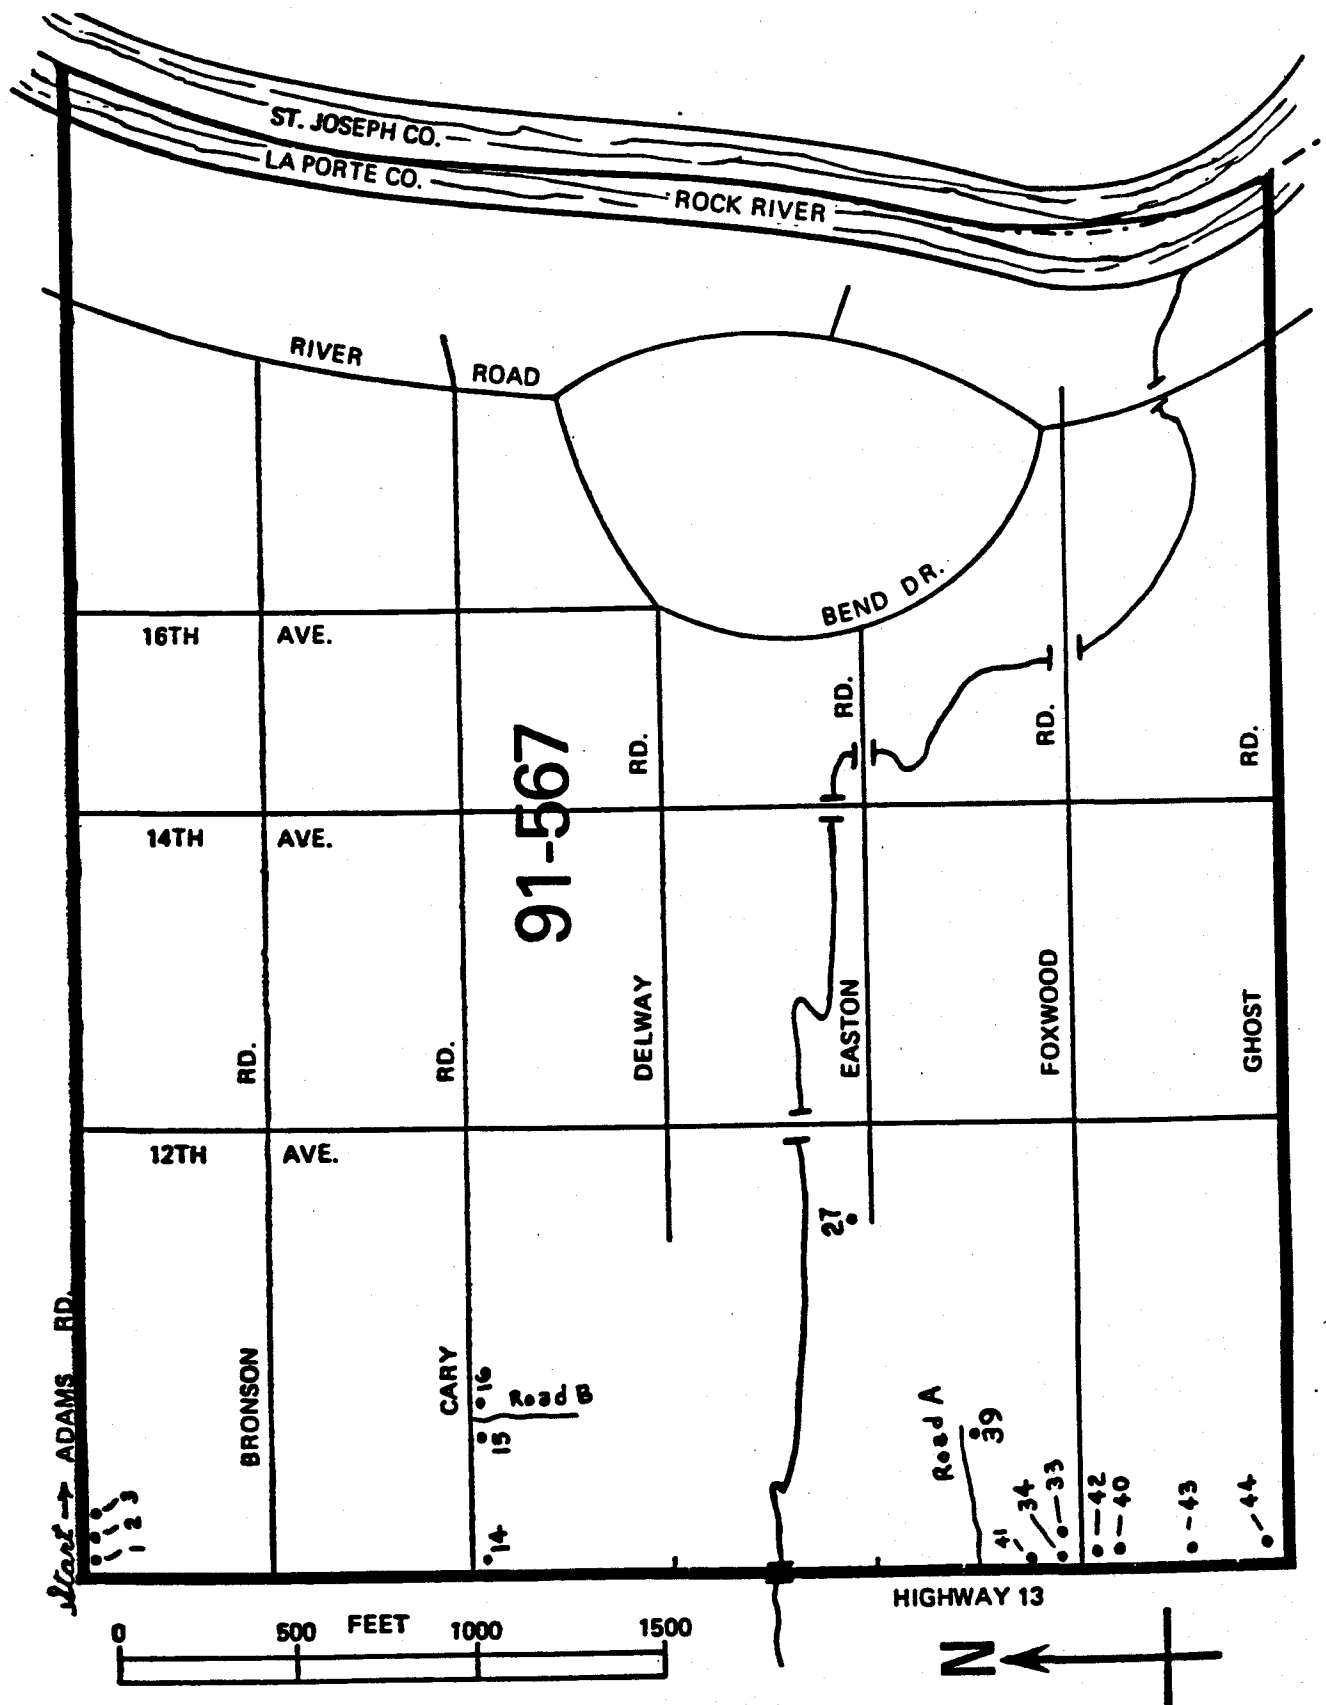 ST. JOSEPH CO.
LA PORTE CO.
ROCK RIVER
RIVER ROAD
BEND DR.
16TH AVE.
RD.
RD.
RD.
RD.
91-567
14TH AVE.
DELWAY
EASTON
FOXWOOD
GHOST
RD.
RD.
12TH AVE.
27
Start → ADAMS RD.
BRONSON
CARY
16
Road B
15
Road A
39
1
2
3
14
41
34
33
42
40
43
44
HIGHWAY 13
FEET
0 500 1000 1500
N